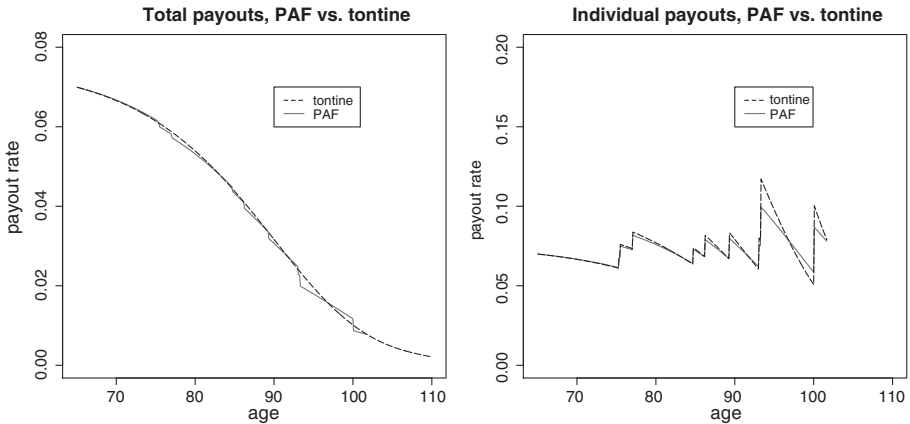 Total payouts, PAF vs. tontine
payout rate
0.08
0.06
0.04
0.02
0.00
tontine
PAF
70 80 90 100 110
age
Individual payouts, PAF vs. tontine
payout rate
0.20
0.15
0.10
0.05
0.00
tontine
PAF
70 80 90 100 110
age